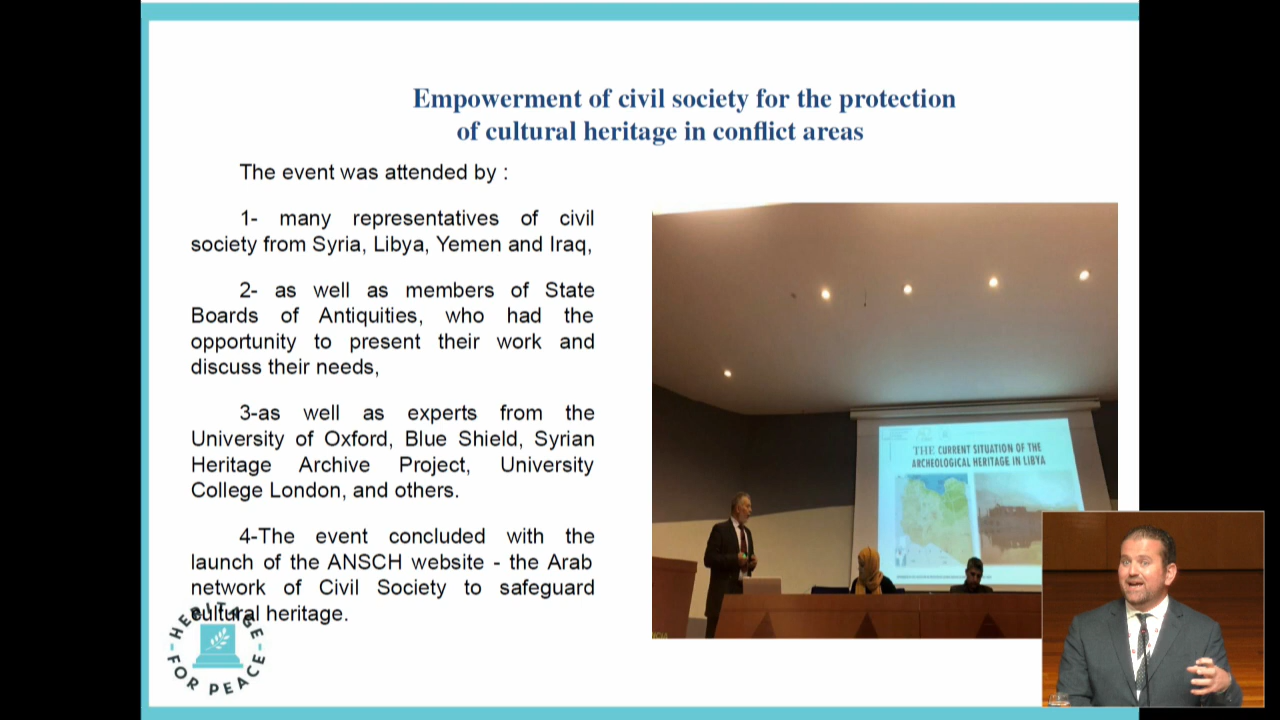 Empowerment of civil society for the protection
of cultural heritage in conflict areas
The event was attended by :
1- many representatives of civil
society from Syria, Libya, Yemen and Iraq,
2- as well as members of State
Boards of Antiquities, who had the
opportunity to present their work and
discuss their needs,
3-as well as experts from the
University of Oxford, Blue Shield, Syrian
Heritage Archive Project, University
College London, and others.
4-The event concluded with the
launch of the ANSCH website - the Arab
network of Civil Society to safeguard
cultural heritage.
HERITAGE
FOR PEACE
THE CURRENT SITUATION OF THE
ARCHEOLOGICAL HERITAGE IN LIBYA